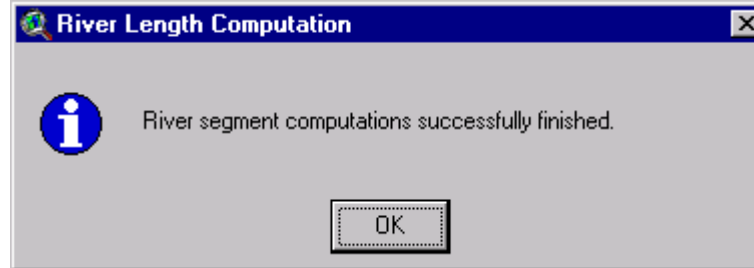 River Length Computation
River segment computations successfully finished.
OK